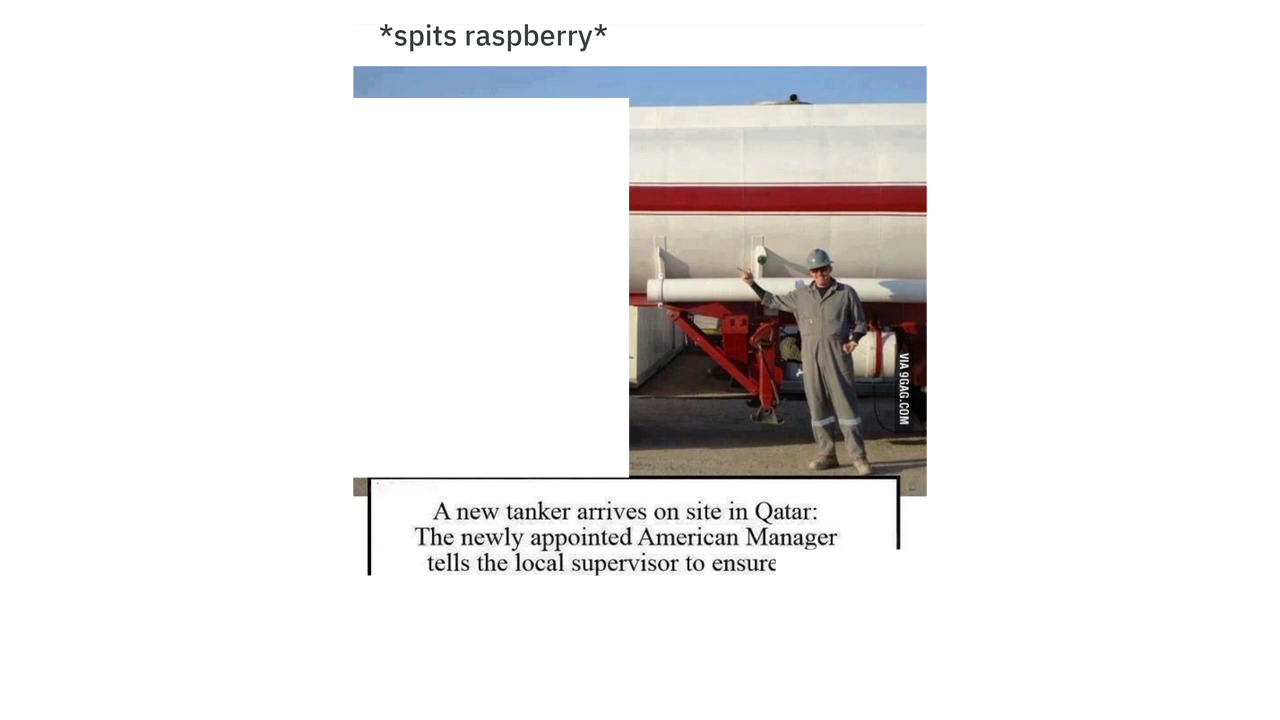 *spits raspberry*
VIA 9GAG.COM
A new tanker arrives on site in Qatar:
The newly appointed American Manager
tells the local supervisor to ensure